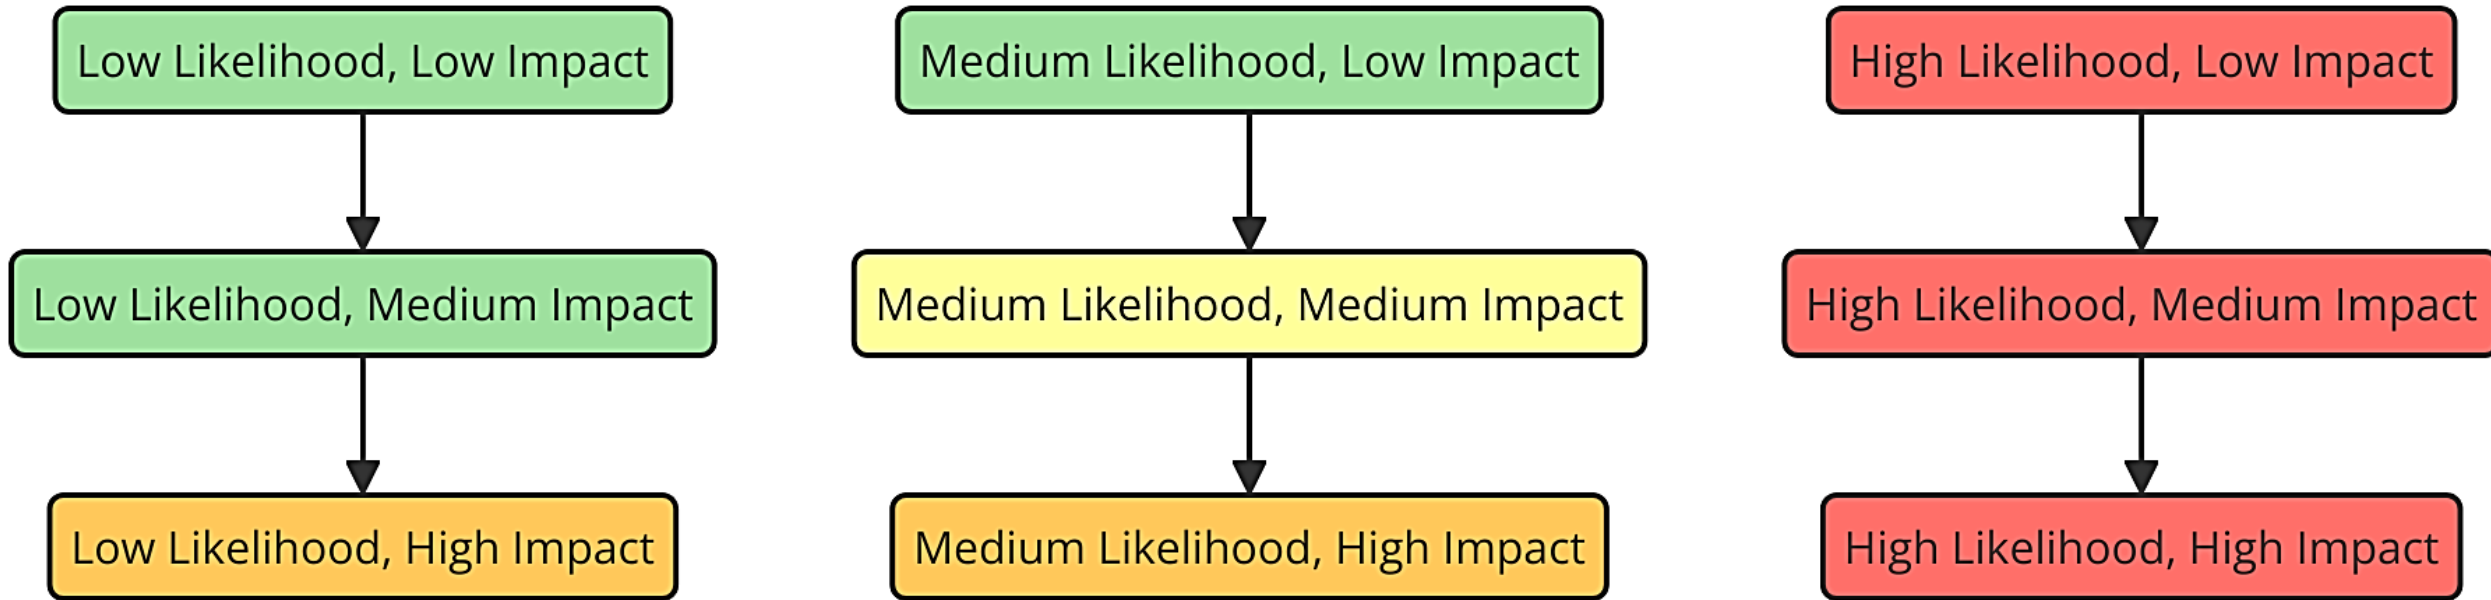 Low Likelihood, Low Impact
Medium Likelihood, Low Impact
High Likelihood, Low Impact
Low Likelihood, Medium Impact
Medium Likelihood, Medium Impact
High Likelihood, Medium Impact
Low Likelihood, High Impact
Medium Likelihood, High Impact
High Likelihood, High Impact